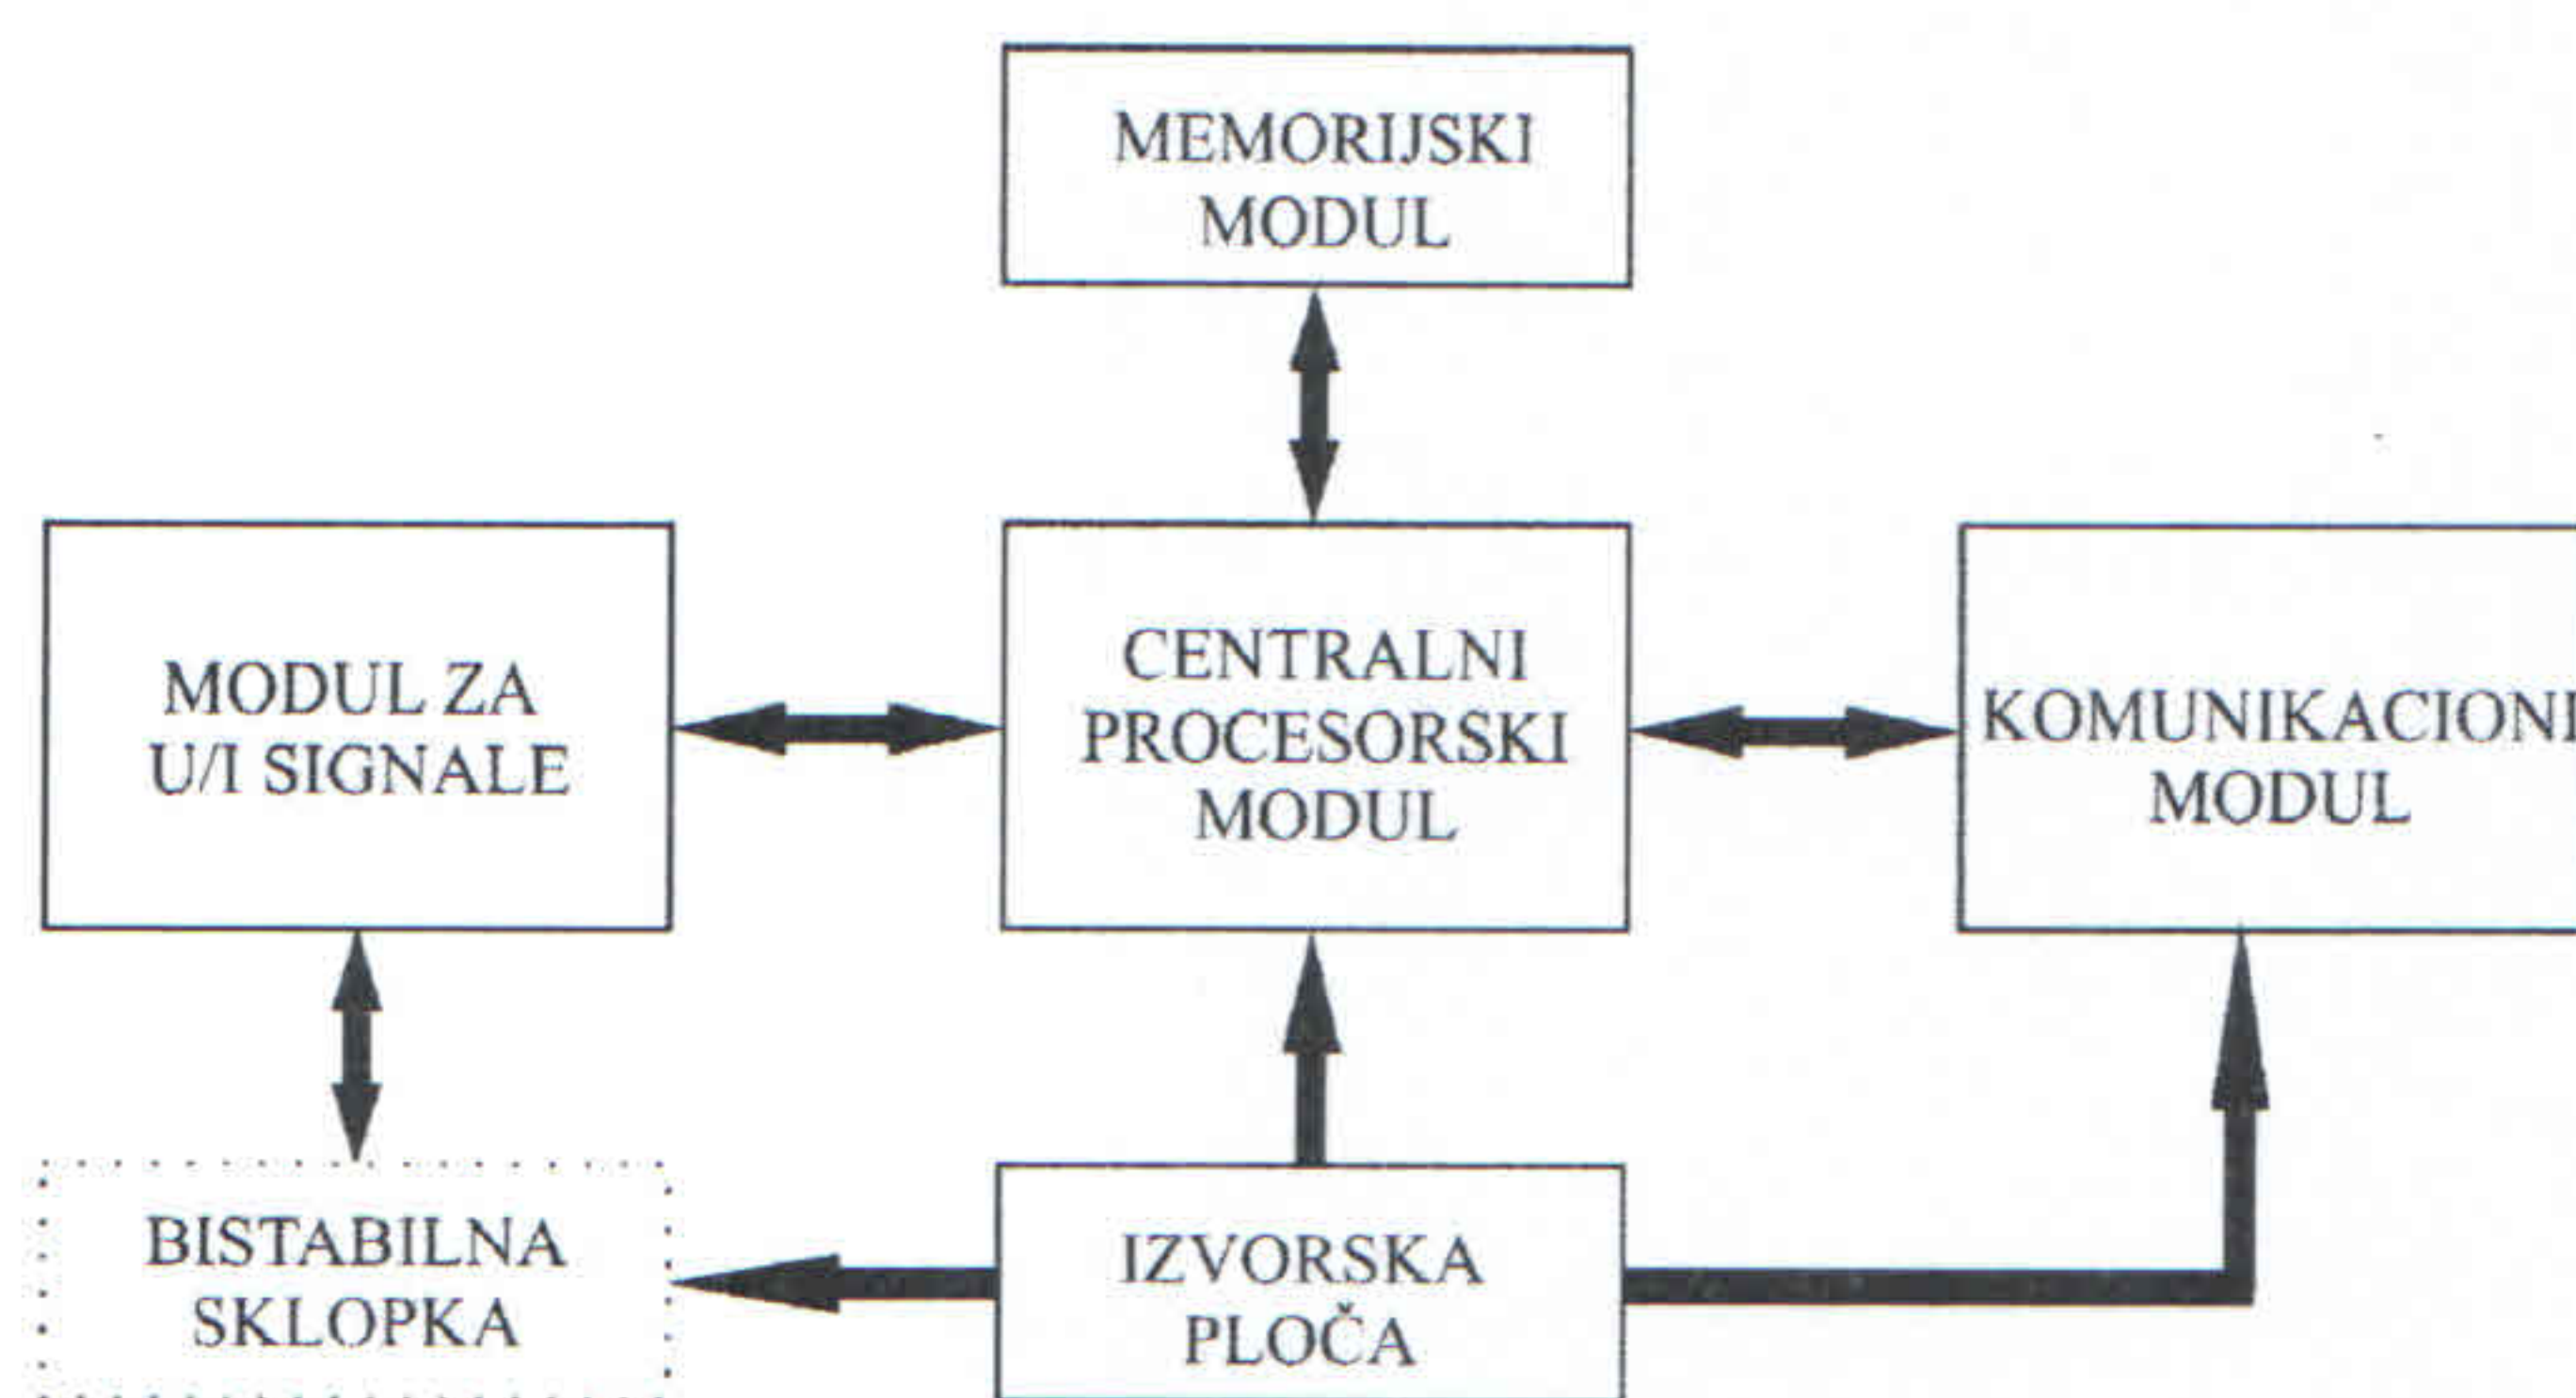 MEMORIJSKI
MODUL
MODUL ZA
U/I SIGNALE
CENTRALNI
PROCESORSKI
MODUL
KOMUNIKACIONI
MODUL
BISTABILNA
SKLOPKA
IZVORSKA
PLOČA